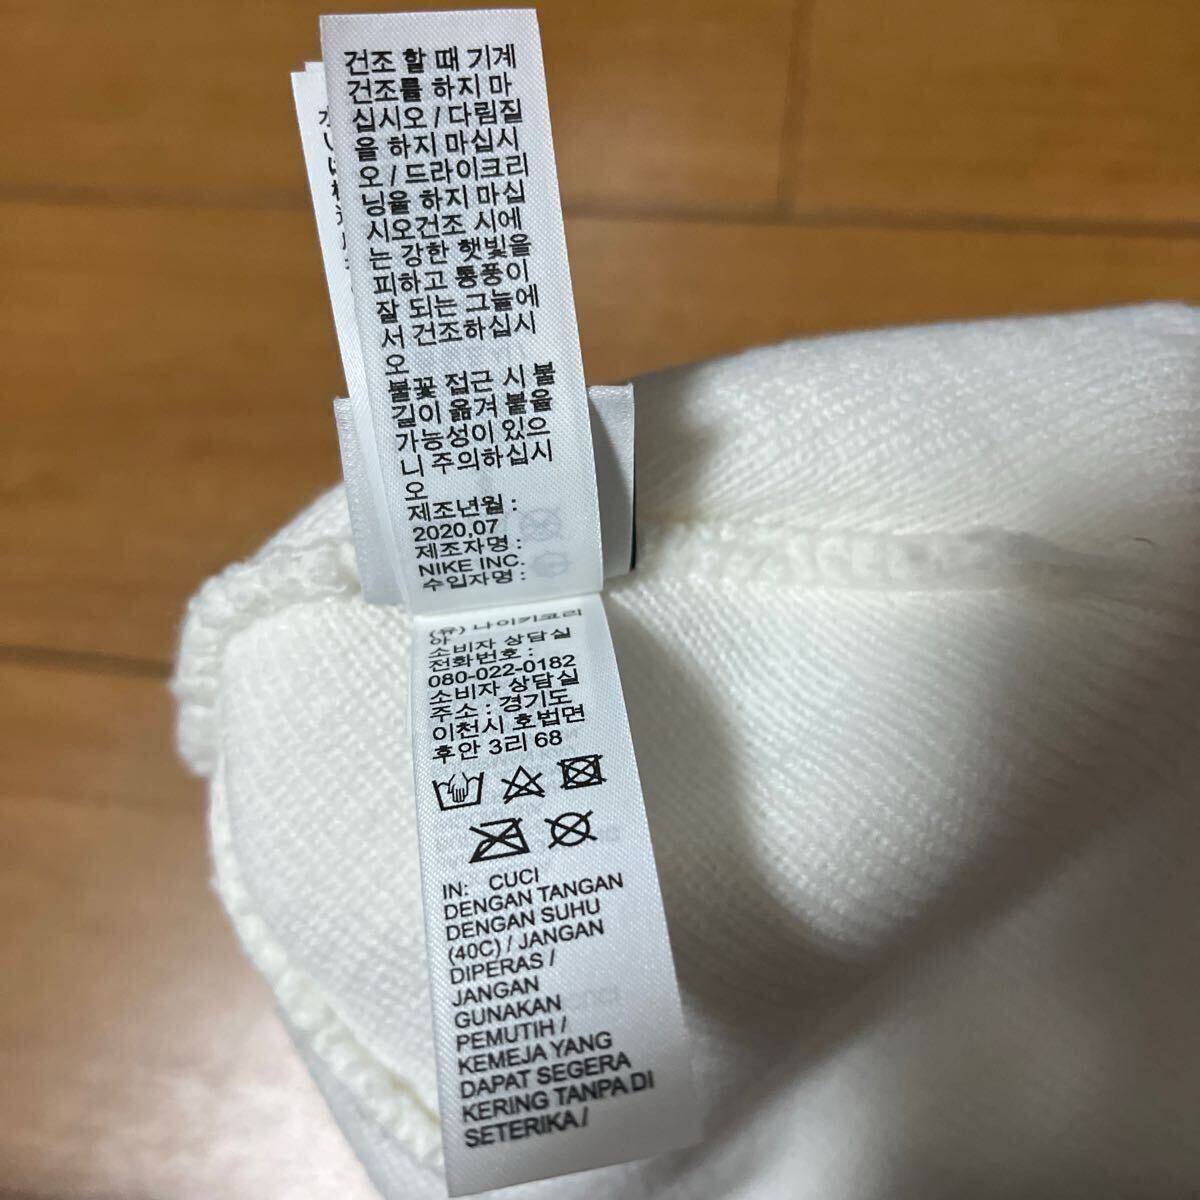 건조 할 때 기계
건조를 하지 마
십시오 / 다림질
을 하지 마십시
오 / 드라이크리
닝을 하지 마십
시오건조 시에
는 강한 햇빛을
피하고 통풍이
잘 되는 그늘에
서 건조하십시
오
불꽃 접근 시 불
길이 옮겨 붙을
가능성이 있으
니 주의하십시
오
제조년월 :
2020,07
제조자명 :
NIKE INC.
수입자명 :
(유) 나이키코리
아
소비자 상담실
전화번호 :
080-022-0182
소비자 상담실
주소 : 경기도
이천시 호법면
후안 3리 68
IN: CUCI
DENGAN TANGAN
DENGAN SUHU
(40C) / JANGAN
DIPERAS /
JANGAN
GUNAKAN
PEMUTIH /
KEMEJA YANG
DAPAT SEGERA
KERING TANPA DI
SETERIKA /